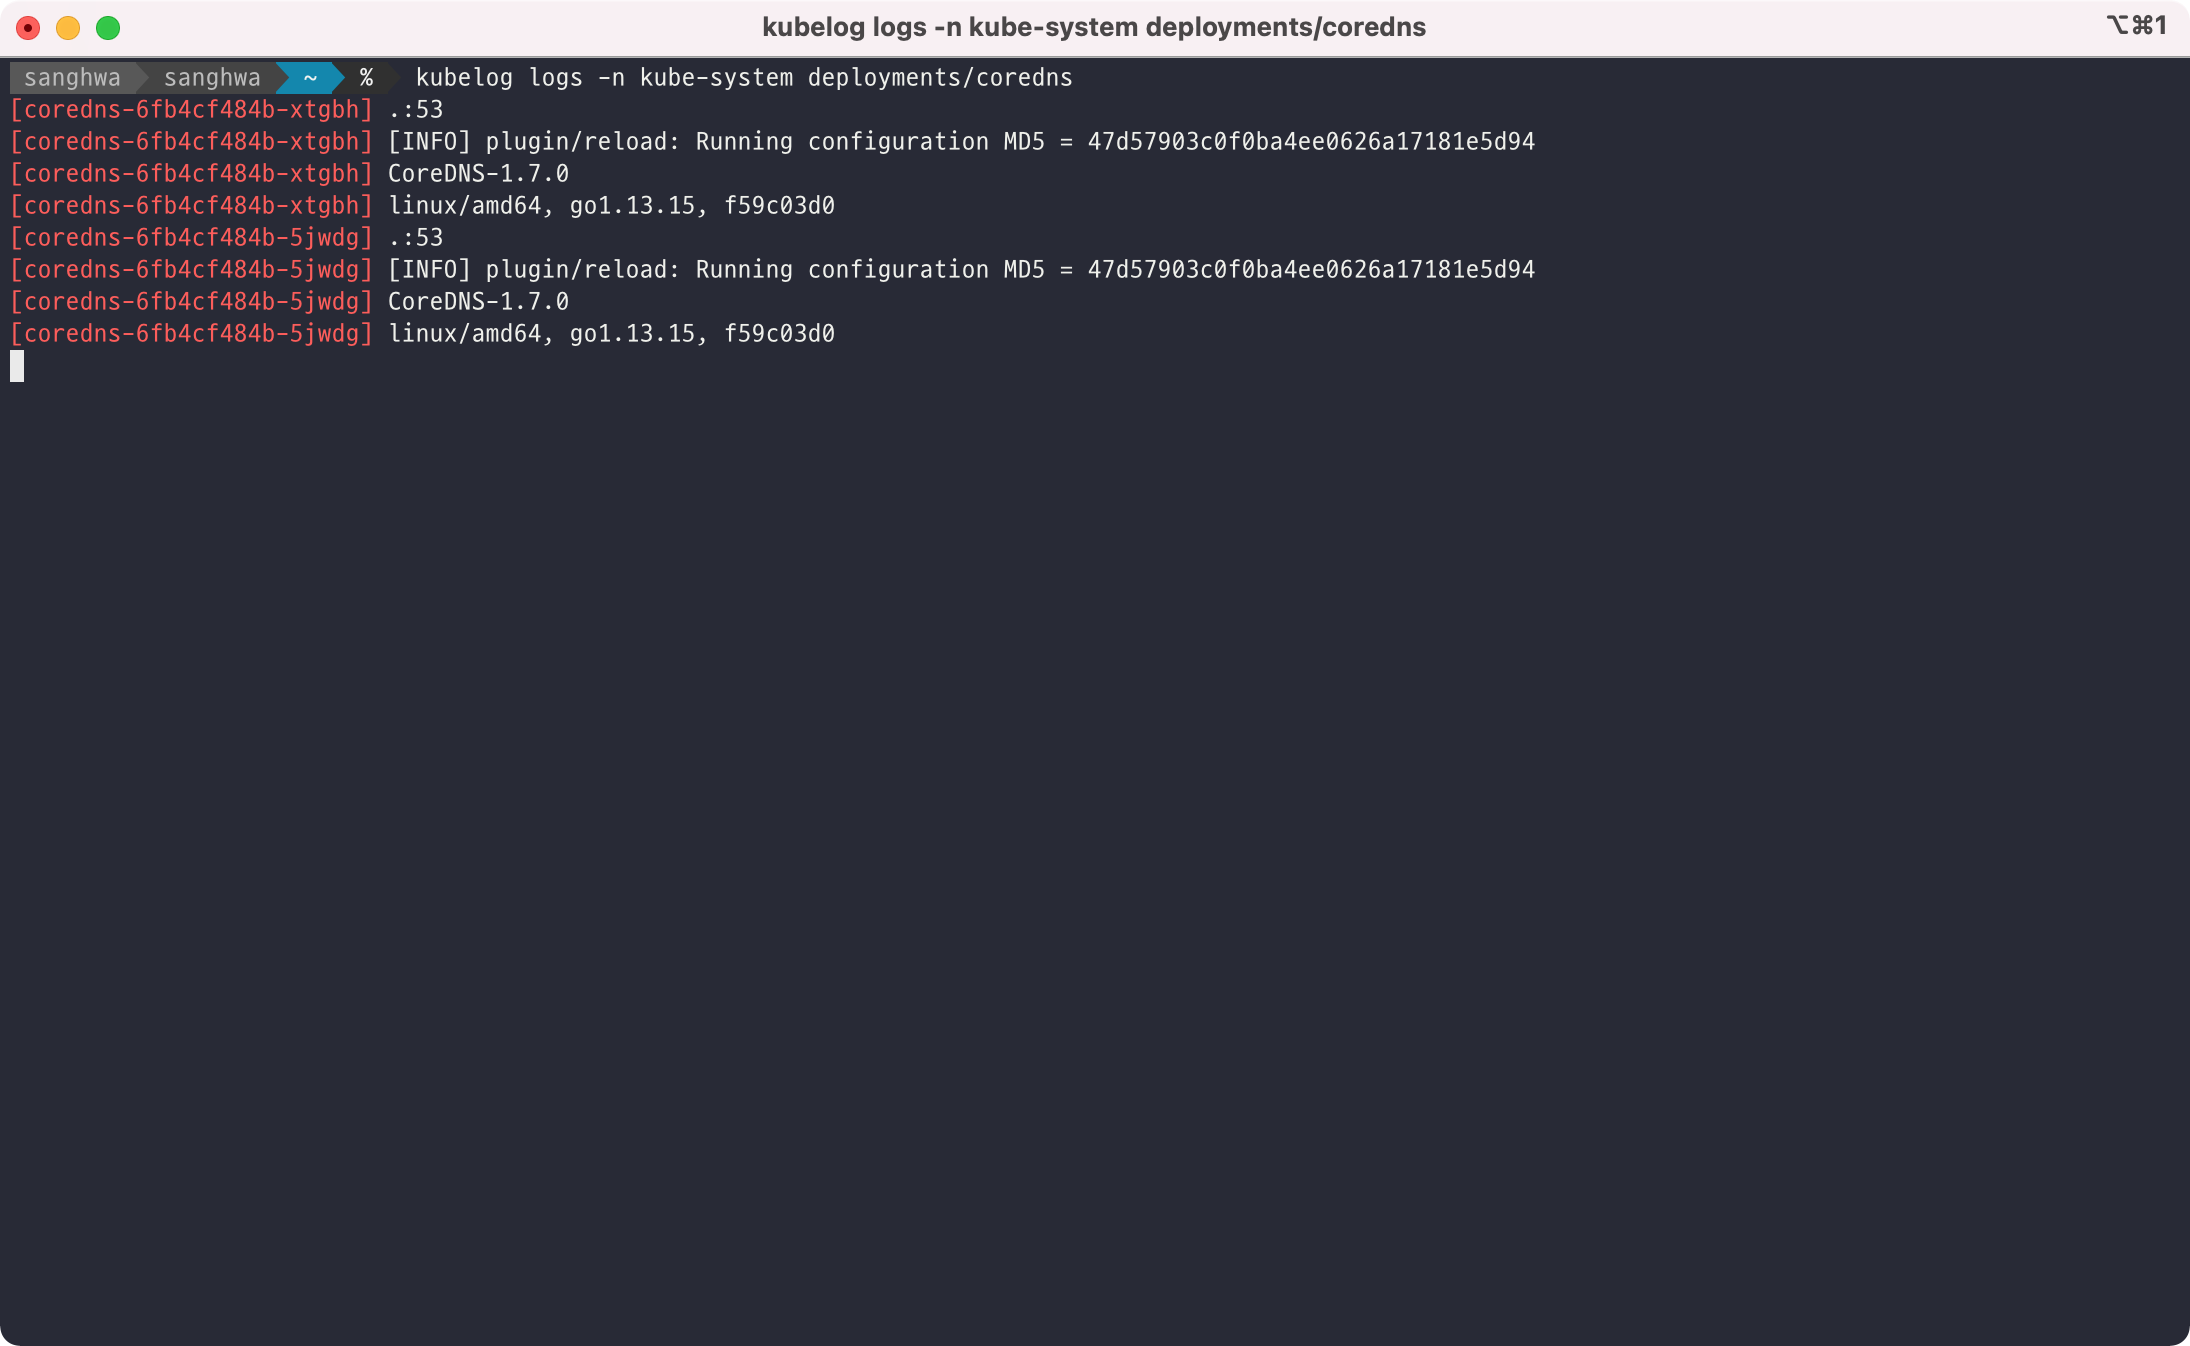 kubelog logs -n kube-system deployments/coredns
⌥⌘1
sanghwa sanghwa ~ % kubelog logs -n kube-system deployments/coredns
[coredns-6fb4cf484b-xtgbh] .:53
[coredns-6fb4cf484b-xtgbh] [INFO] plugin/reload: Running configuration MD5 = 47d57903c0f0ba4ee0626a17181e5d94
[coredns-6fb4cf484b-xtgbh] CoreDNS-1.7.0
[coredns-6fb4cf484b-xtgbh] linux/amd64, go1.13.15, f59c03d0
[coredns-6fb4cf484b-5jwdg] .:53
[coredns-6fb4cf484b-5jwdg] [INFO] plugin/reload: Running configuration MD5 = 47d57903c0f0ba4ee0626a17181e5d94
[coredns-6fb4cf484b-5jwdg] CoreDNS-1.7.0
[coredns-6fb4cf484b-5jwdg] linux/amd64, go1.13.15, f59c03d0